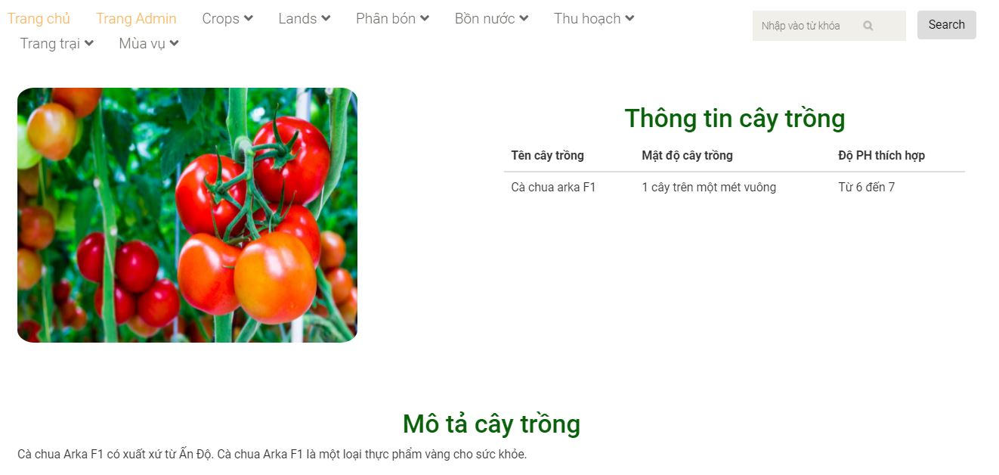 Trang chủ Trang Admin Crops Lands Phân bón Bồn nước Thu hoạch
Trang trại Mùa vụ
Nhập vào từ khóa Search
Thông tin cây trồng
Tên cây trồng Mật độ cây trồng Độ PH thích hợp
Cà chua arka F1 1 cây trên một mét vuông Từ 6 đến 7
Mô tả cây trồng
Cà chua Arka F1 có xuất xứ từ Ấn Độ. Cà chua Arka F1 là một loại thực phẩm vàng cho sức khỏe.